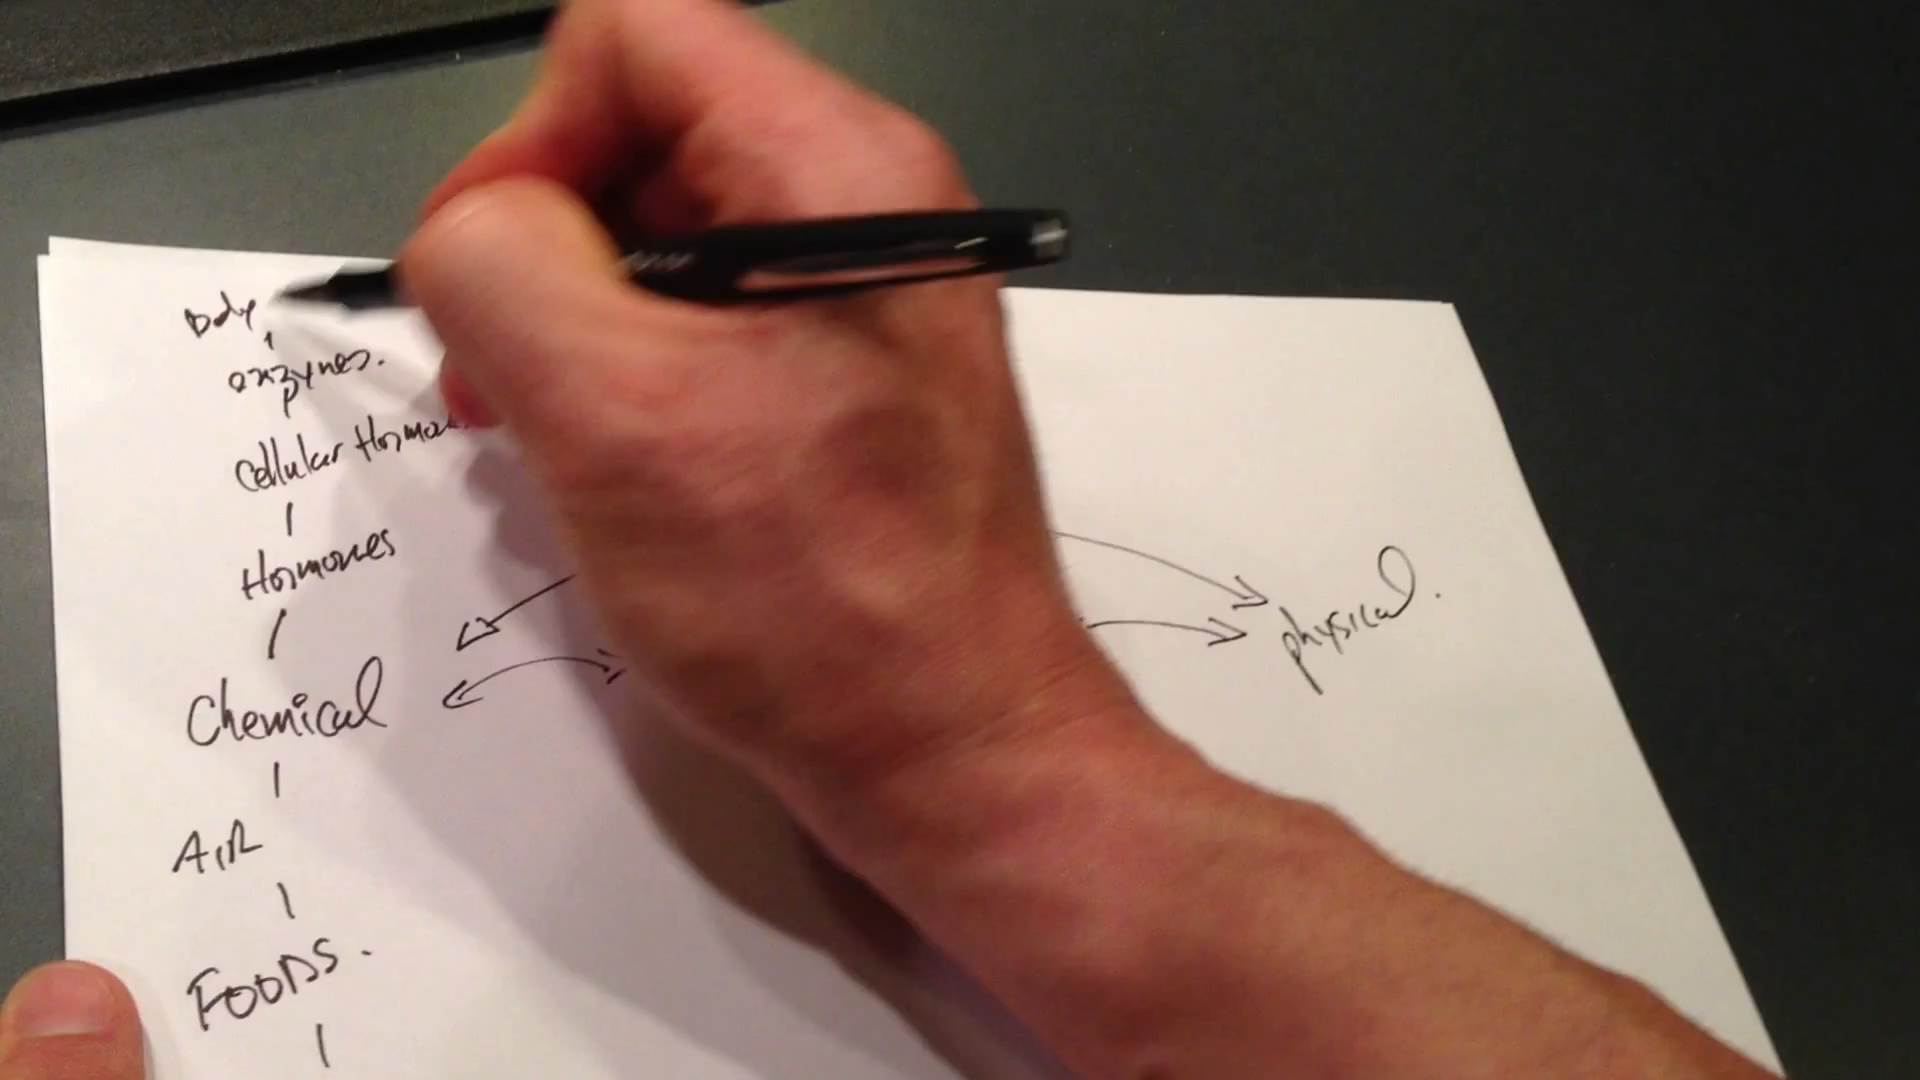 Body
enzymes.
Cellular Hormo
Hormones
Chemical
physical.
AIR
FOODS.